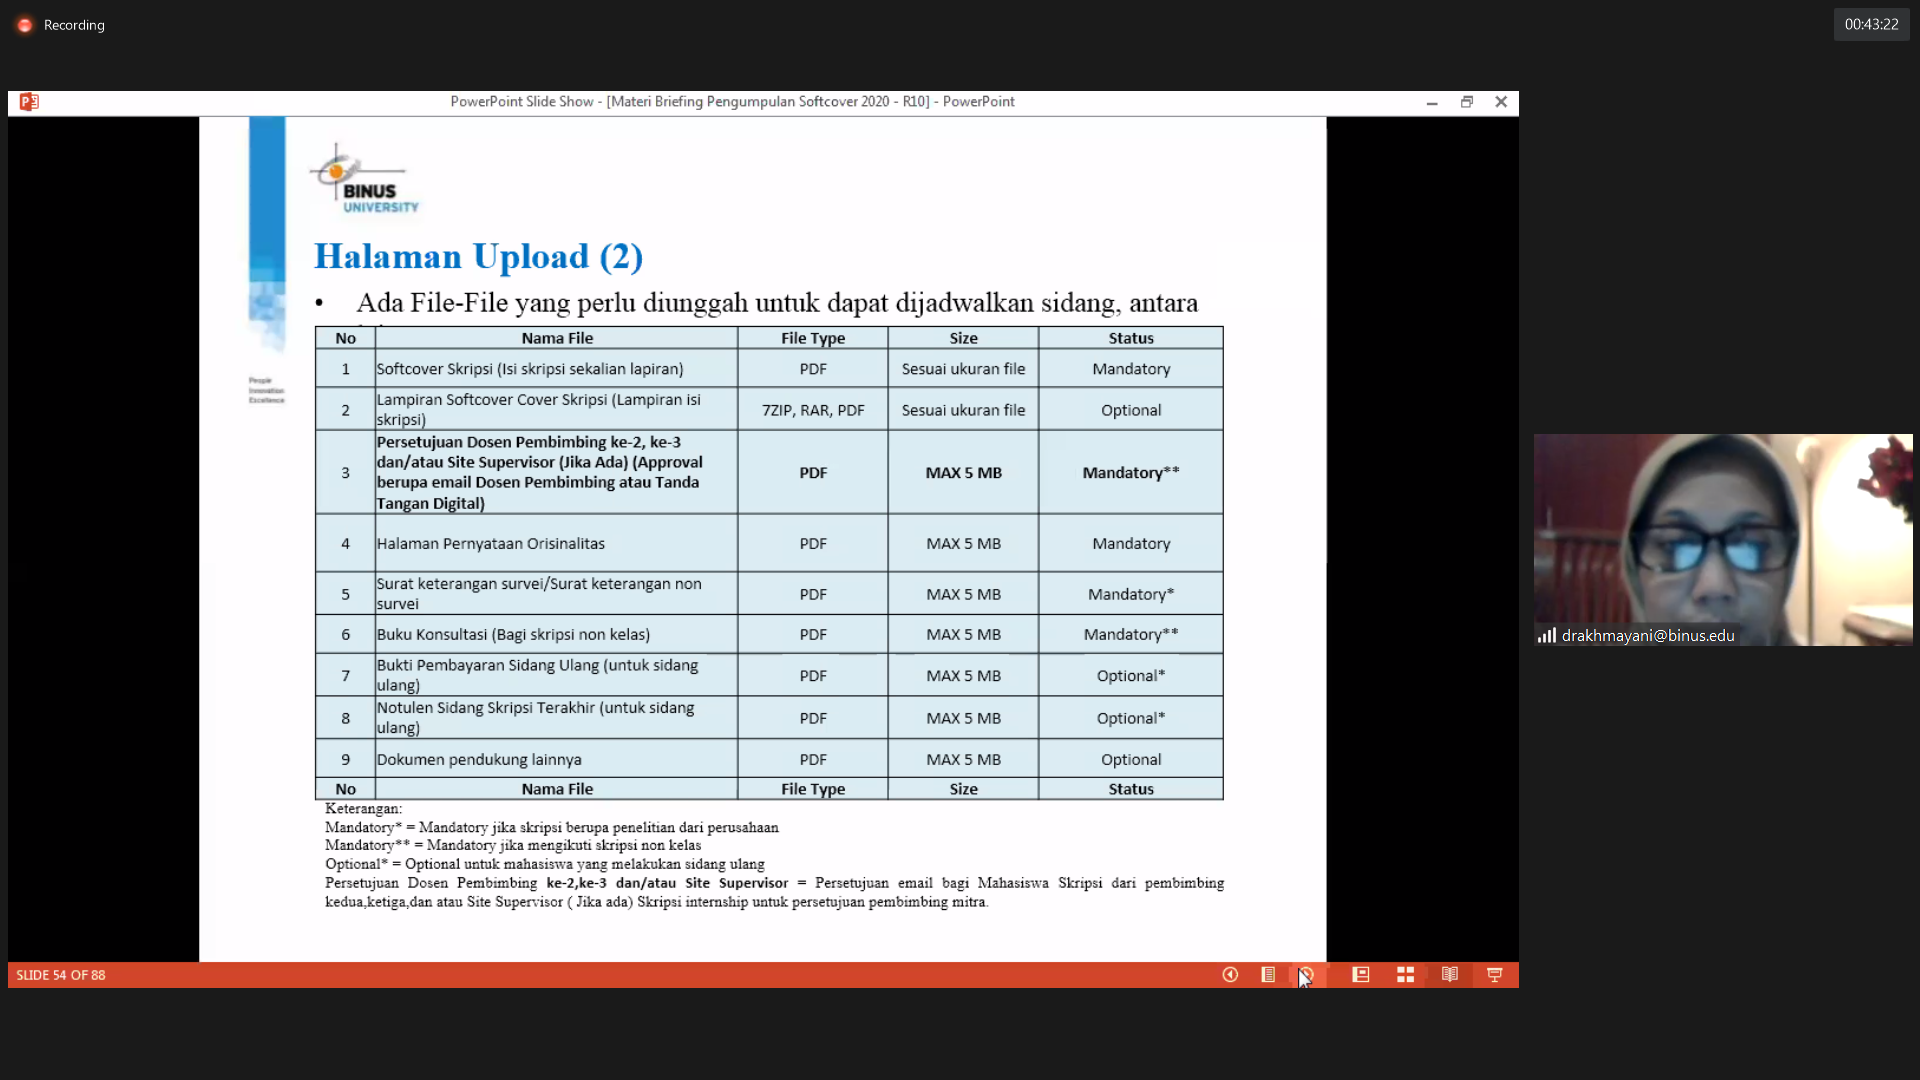 Recording
00:43:22
PowerPoint Slide Show - [Materi Briefing Pengumpulan Softcover 2020 - R10] - PowerPoint
BINUS
UNIVERSITY
Halaman Upload (2)
• Ada File-File yang perlu diunggah untuk dapat dijadwalkan sidang, antara
People
Innovation
Excellence
No Nama File File Type Size Status
1 Softcover Skripsi (Isi skripsi sekalian lapiran) PDF Sesuai ukuran file Mandatory
Lampiran Softcover Cover Skripsi (Lampiran isi
2 skripsi) 7ZIP, RAR, PDF Sesuai ukuran file Optional
Persetujuan Dosen Pembimbing ke-2, ke-3
dan/atau Site Supervisor (Jika Ada) (Approval
3 berupa email Dosen Pembimbing atau Tanda PDF MAX 5 MB Mandatory**
Tangan Digital)
4 Halaman Pernyataan Orisinalitas PDF MAX 5 MB Mandatory
Surat keterangan survei/Surat keterangan non
5 survei PDF MAX 5 MB Mandatory*
6 Buku Konsultasi (Bagi skripsi non kelas) PDF MAX 5 MB Mandatory**
Bukti Pembayaran Sidang Ulang (untuk sidang
7 ulang) PDF MAX 5 MB Optional*
Notulen Sidang Skripsi Terakhir (untuk sidang
8 ulang) PDF MAX 5 MB Optional*
9 Dokumen pendukung lainnya PDF MAX 5 MB Optional
No Nama File File Type Size Status
Keterangan:
Mandatory* = Mandatory jika skripsi berupa penelitian dari perusahaan
Mandatory** = Mandatory jika mengikuti skripsi non kelas
Optional* = Optional untuk mahasiswa yang melakukan sidang ulang
Persetujuan Dosen Pembimbing ke-2,ke-3 dan/atau Site Supervisor = Persetujuan email bagi Mahasiswa Skripsi dari pembimbing
kedua,ketiga,dan atau Site Supervisor ( Jika ada) Skripsi internship untuk persetujuan pembimbing mitra.
drakhmayani@binus.edu
SLIDE 54 OF 88